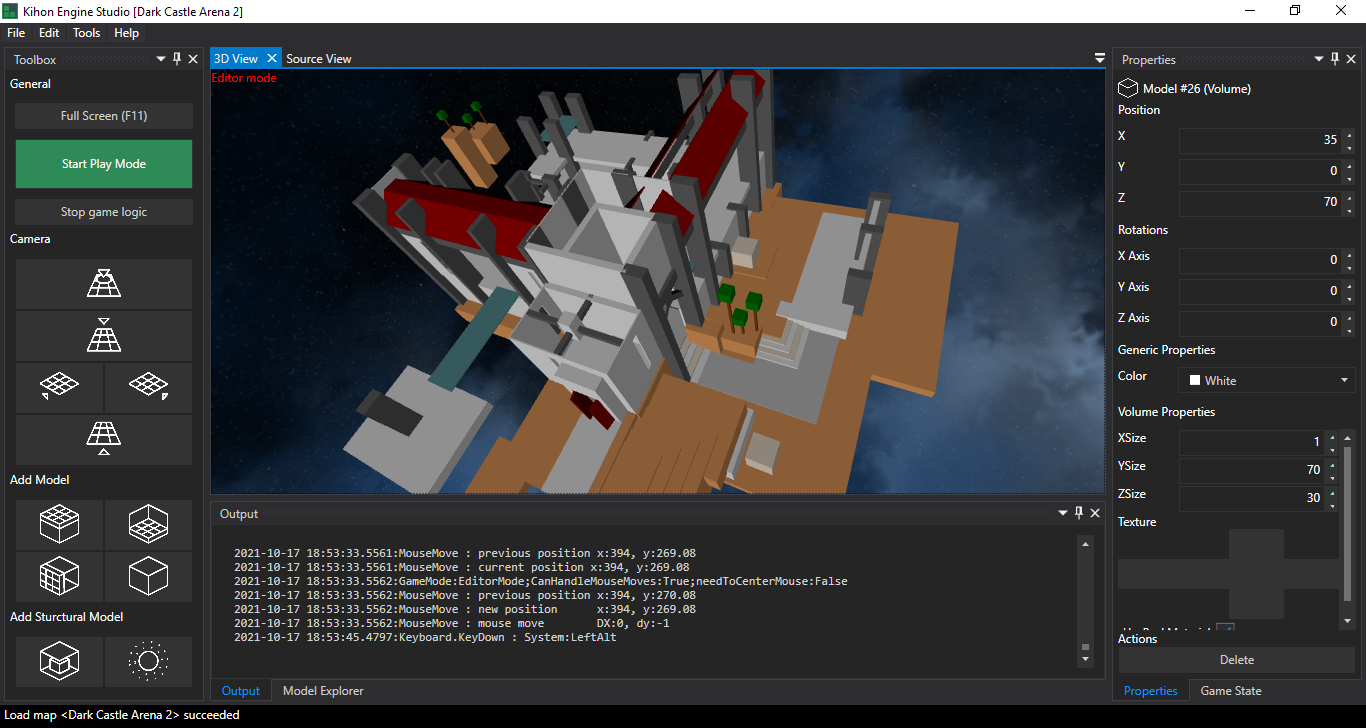 Kihon Engine Studio [Dark Castle Arena 2]
File Edit Tools Help
Toolbox
General
Full Screen (F11)
Start Play Mode
Stop game logic
Camera
Add Model
Add Sturctural Model
3D View Source View
Editor mode
Output
2021-10-17 18:53:33.5561:MouseMove : previous position x:394, y:269.08
2021-10-17 18:53:33.5561:MouseMove : current position x:394, y:269.08
2021-10-17 18:53:33.5562:GameMode:EditorMode;CanHandleMouseMoves:True;needToCenterMouse:False
2021-10-17 18:53:33.5562:MouseMove : previous position x:394, y:270.08
2021-10-17 18:53:33.5562:MouseMove : new position x:394, y:269.08
2021-10-17 18:53:33.5562:MouseMove : mouse move DX:0, dy:-1
2021-10-17 18:53:45.4797:Keyboard.KeyDown : System:LeftAlt
Output Model Explorer
Properties
Model #26 (Volume)
Position
X 35
Y 0
Z 70
Rotations
X Axis 0
Y Axis 0
Z Axis 0
Generic Properties
Color White
Volume Properties
XSize 1
YSize 70
ZSize 30
Texture
Actions
Delete
Properties Game State
Load map <Dark Castle Arena 2> succeeded